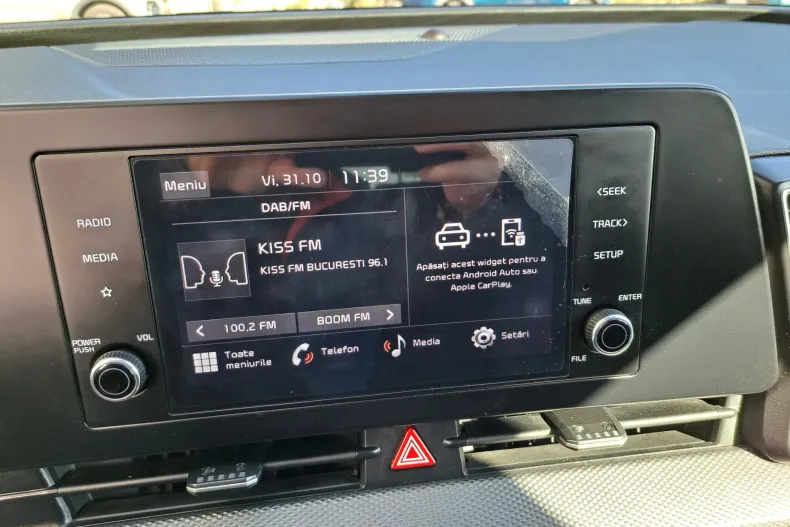 Meniu
Vi, 31.10 11:39
DAB/FM
KISS FM
KISS FM BUCURESTI 96.1
< 100.2 FM
BOOM FM >
Apăsați acest widget pentru a
conecta Android Auto sau
Apple CarPlay.
Toate
meniurile
Telefon
Media
Setări
RADIO
MEDIA
POWER
PUSH
VOL
<SEEK
TRACK>
SETUP
TUNE
ENTER
FILE